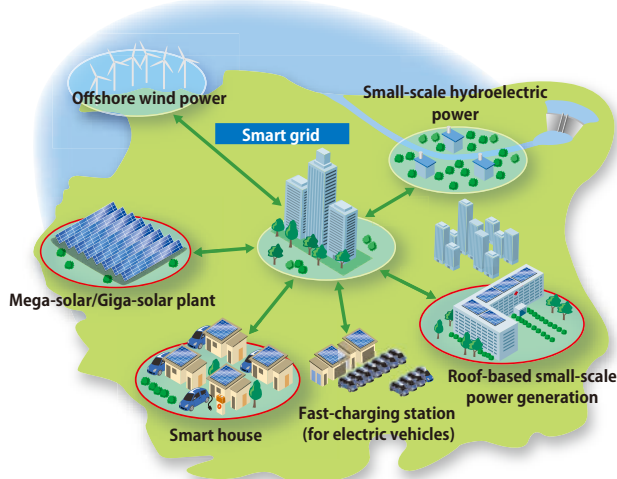 Offshore wind power
Small-scale hydroelectric
power
Smart grid
Mega-solar/Giga-solar plant
Roof-based small-scale
power generation
Smart house
Fast-charging station
(for electric vehicles)